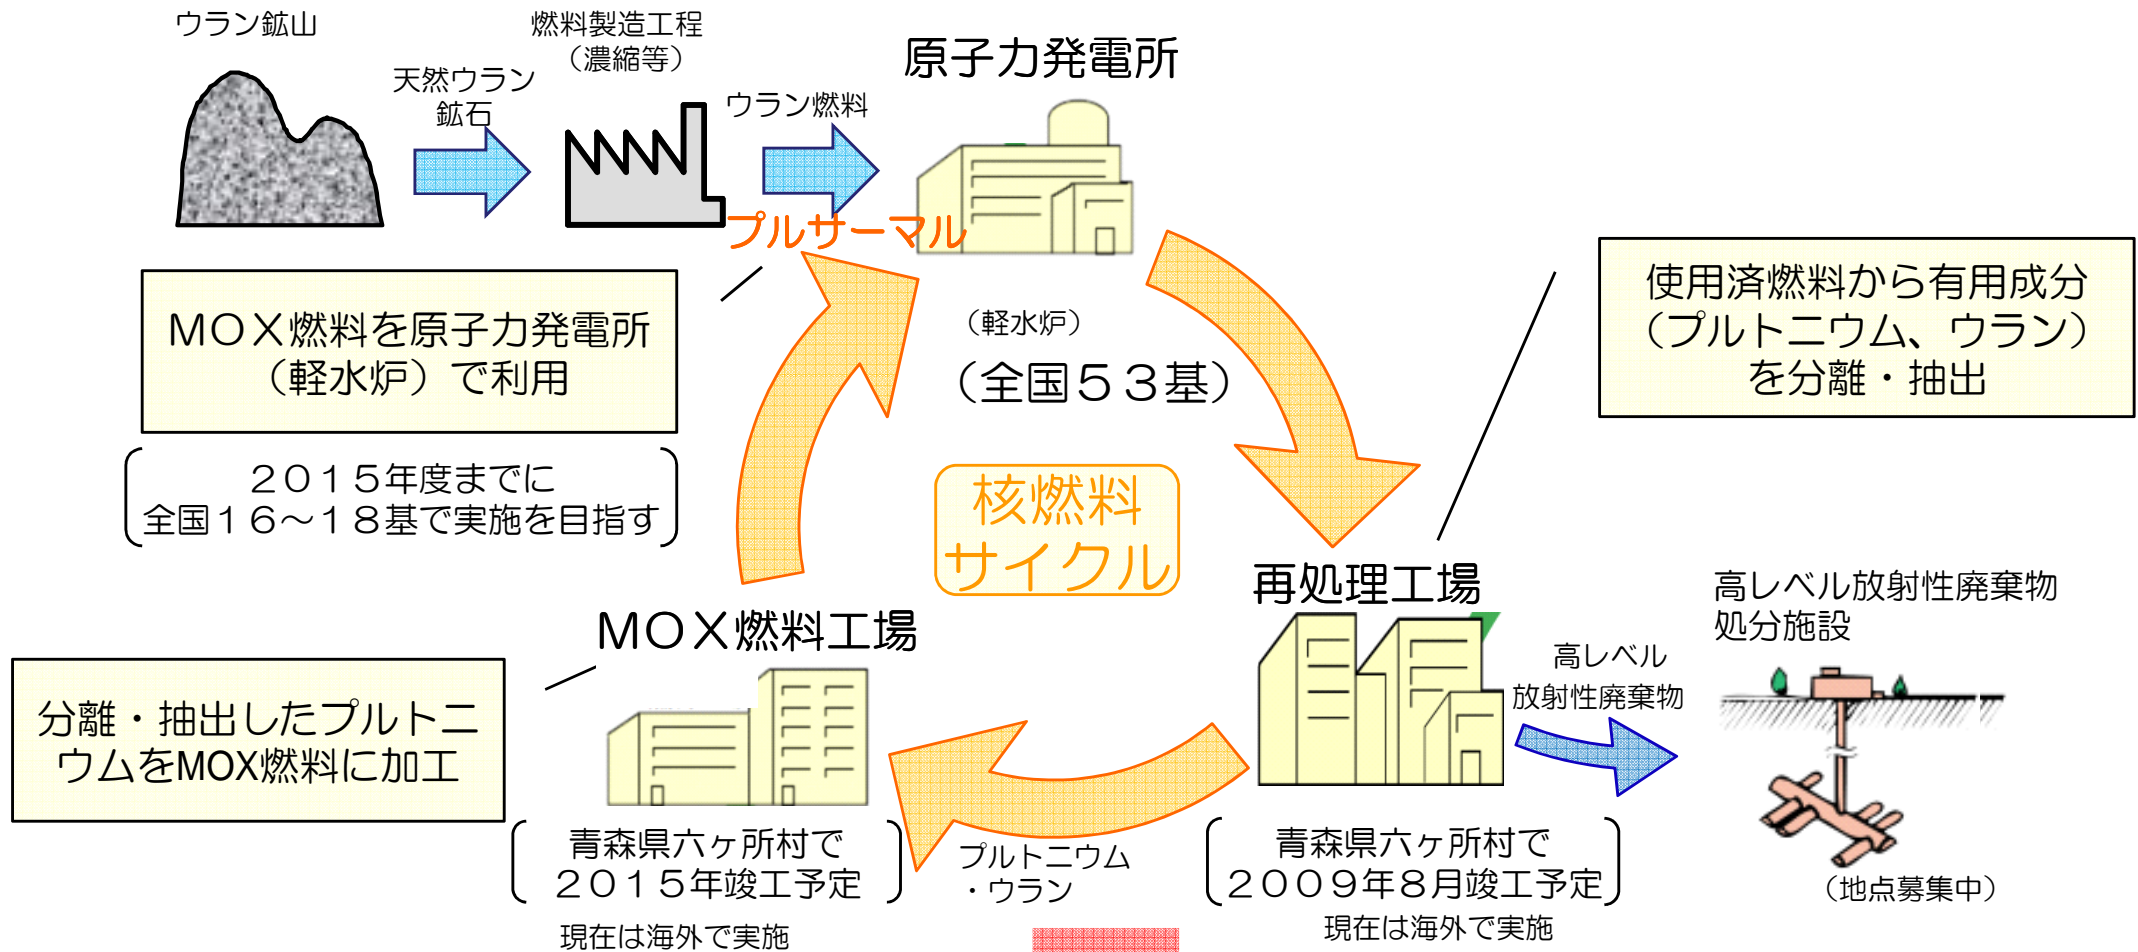 ウラン鉱山
天然ウラン
鉱石
燃料製造工程
（濃縮等）
ウラン燃料
原子力発電所
プルサーマル
MOX燃料を原子力発電所
（軽水炉）で利用
２０１５年度までに
全国１６～１８基で実施を目指す
（軽水炉）
（全国５３基）
使用済燃料から有用成分
（プルトニウム、ウラン）
を分離・抽出
核燃料
サイクル
再処理工場
高レベル放射性廃棄物
処分施設
高レベル
放射性廃棄物
（地点募集中）
MOX燃料工場
分離・抽出したプルトニ
ウムをMOX燃料に加工
青森県六ヶ所村で
２０１５年竣工予定
現在は海外で実施
プルトニウム
・ウラン
青森県六ヶ所村で
２００９年８月竣工予定
現在は海外で実施